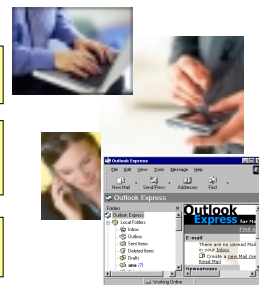 Outlook Express
File Edit View Tools Message Help
New Mail Send/Recv Addresses Find
Outlook Express
Folders
Outlook Express
Local Folders
Inbox
Outbox
Sent Items
Deleted Items
Drafts
Outlook
Express
Find a
E-mail
There are no unread Mail
in your Inbox.
Create a new Mail
Read Mail
Newsgroups
Working Online